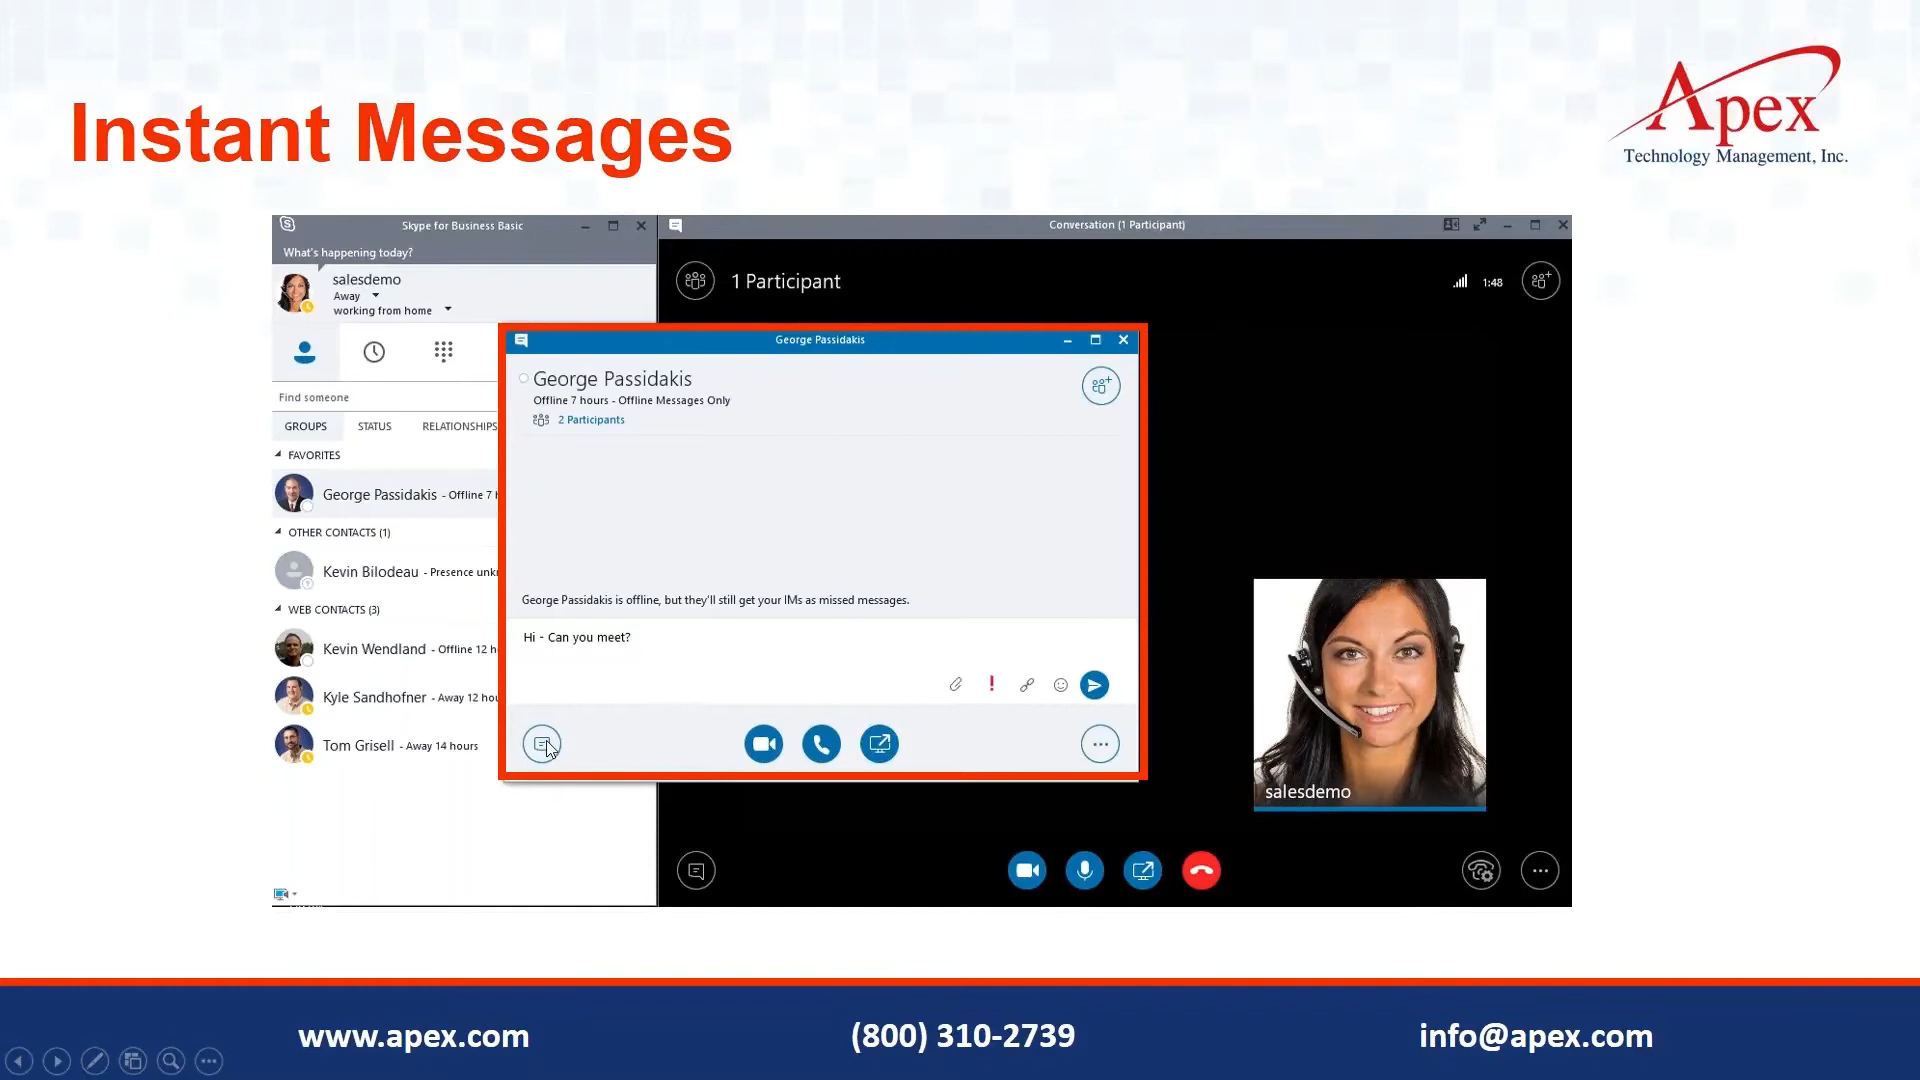 Instant Messages
Apex
Technology Management, Inc.
Skype for Business Basic
What's happening today?
salesdemo
Away
working from home
Find someone
GROUPS STATUS RELATIONSHIPS
FAVORITES
George Passidakis - Offline 7
OTHER CONTACTS (1)
Kevin Bilodeau - Presence
WEB CONTACTS (3)
Kevin Wendland - Offline 12
Kyle Sandhofner - Away 12
Tom Grisell - Away 14 hours
Conversation (1 Participant)
1 Participant
1:48
George Passidakis
George Passidakis
Offline 7 hours - Offline Messages Only
2 Participants
George Passidakis is offline, but they'll still get your IMs as missed messages.
Hi - Can you meet?
salesdemo
www.apex.com
(800) 310-2739
info@apex.com